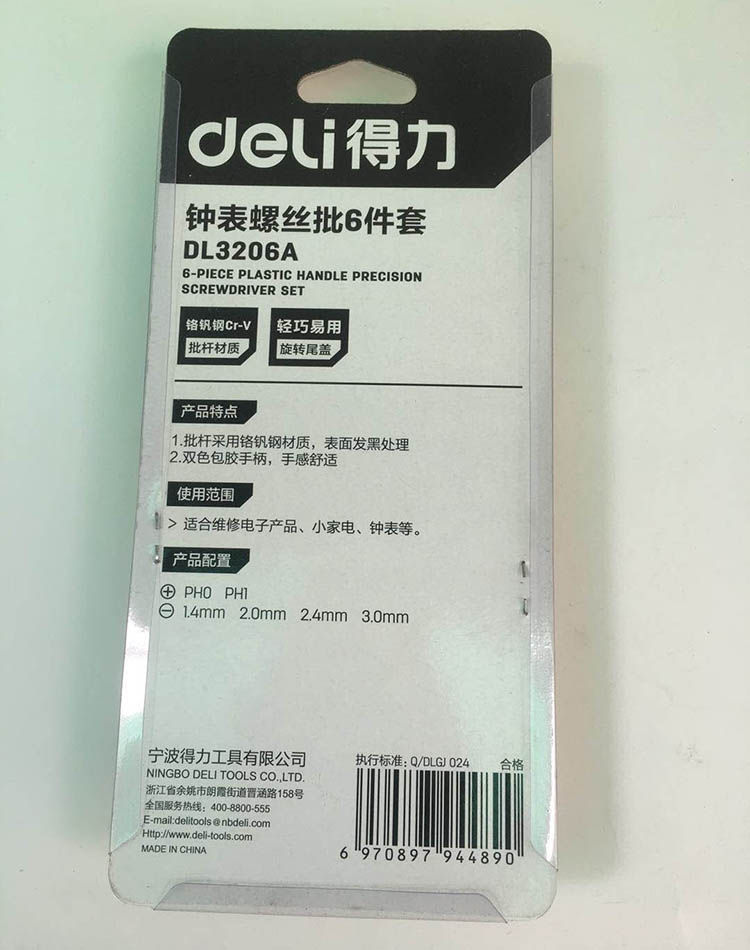 deli得力
钟表螺丝批6件套
DL3206A
6-PIECE PLASTIC HANDLE PRECISION
SCREWDRIVER SET
铬钒钢Cr-V
批杆材质
轻巧易用
旋转尾盖
产品特点
1.批杆采用铬钒钢材质，表面发黑处理
2.双色包胶手柄，手感舒适
使用范围
> 适合维修电子产品、小家电、钟表等。
产品配置
⊕ PH0 PH1
⊖ 1.4mm 2.0mm 2.4mm 3.0mm
宁波得力工具有限公司
NINGBO DELI TOOLS CO.,LTD.
浙江省余姚市朗霞街道晋涵路158号
全国服务热线：400-8800-555
E-mail:delitools@nbdeli.com
Http://www.deli-tools.com
MADE IN CHINA
执行标准：Q/DLGJ 024 合格
6 970897 944890